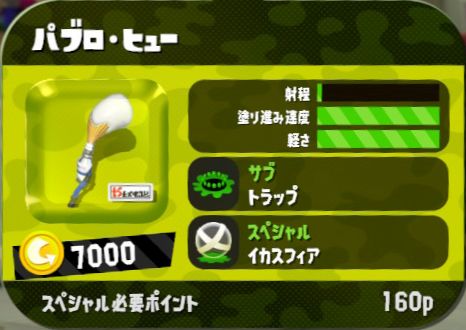 パブロ・ヒュー
射程
塗り進み速度
軽さ
サブ
トラップ
スペシャル
イカスフィア
7000
スペシャル必要ポイント 160p